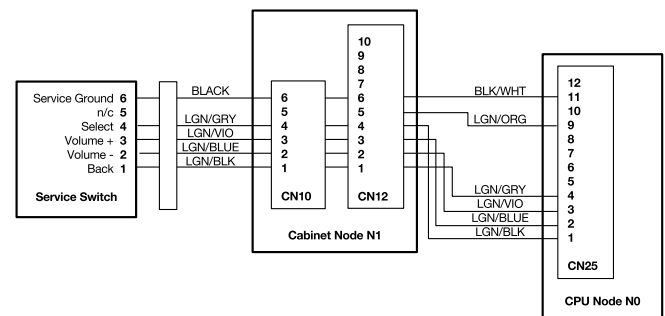 Service Ground 6
n/c 5
Select 4
Volume + 3
Volume - 2
Back 1
Service Switch
BLACK
LGN/GRY
LGN/VIO
LGN/BLUE
LGN/BLK
6
5
4
3
2
1
CN10
10
9
8
7
6
5
4
3
2
1
CN12
Cabinet Node N1
BLK/WHT
LGN/ORG
LGN/GRY
LGN/VIO
LGN/BLUE
LGN/BLK
12
11
10
9
8
7
6
5
4
3
2
1
CN25
CPU Node N0